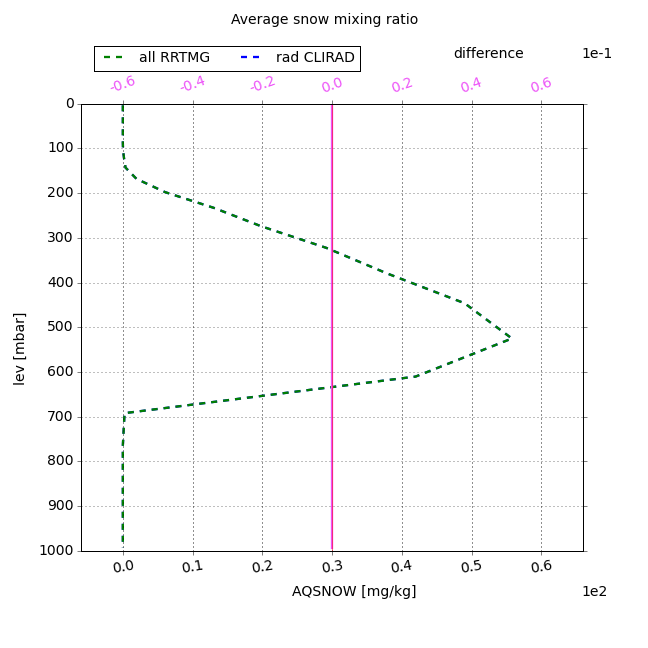 Average snow mixing ratio
all RRTMG rad CLIRAD
difference 1e-1
-0.6 -0.4 -0.2 0.0 0.2 0.4 0.6
0
100
200
300
400
500
600
700
800
900
1000
lev [mbar]
0.0 0.1 0.2 0.3 0.4 0.5 0.6
AQSNOW [mg/kg] 1e2